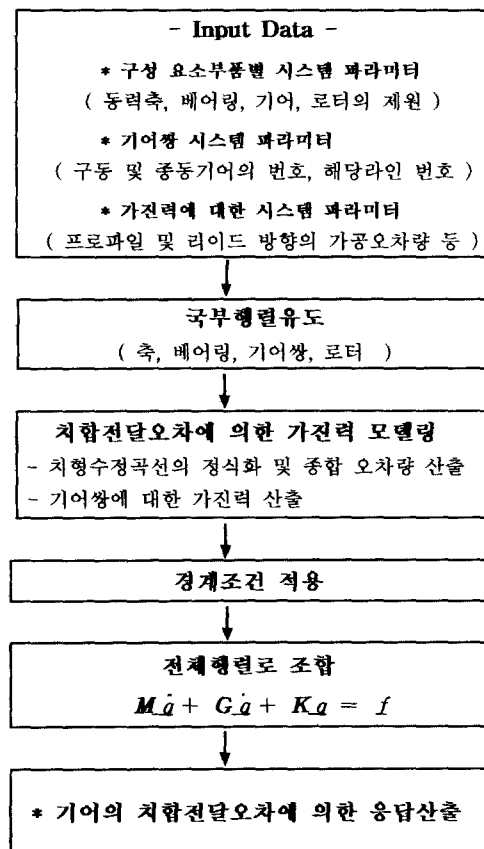 - Input Data -
* 구성 요소부품별 시스템 파라미터
( 동력축, 베어링, 기어, 로터의 제원 )
* 기어쌍 시스템 파라미터
( 구동 및 종동기어의 번호, 해당라인 번호 )
* 가진력에 대한 시스템 파라미터
( 프로파일 및 리이드 방향의 가공오차량 등 )
국부행렬유도
( 축, 베어링, 기어쌍, 로터 )
치합전달오차에 의한 가진력 모델링
- 치형수정곡선의 정식화 및 종합 오차량 산출
- 기어쌍에 대한 가진력 산출
경계조건 적용
전체행렬로 조합
M q̇ + G q̇ + K q = f
* 기어의 치합전달오차에 의한 응답산출